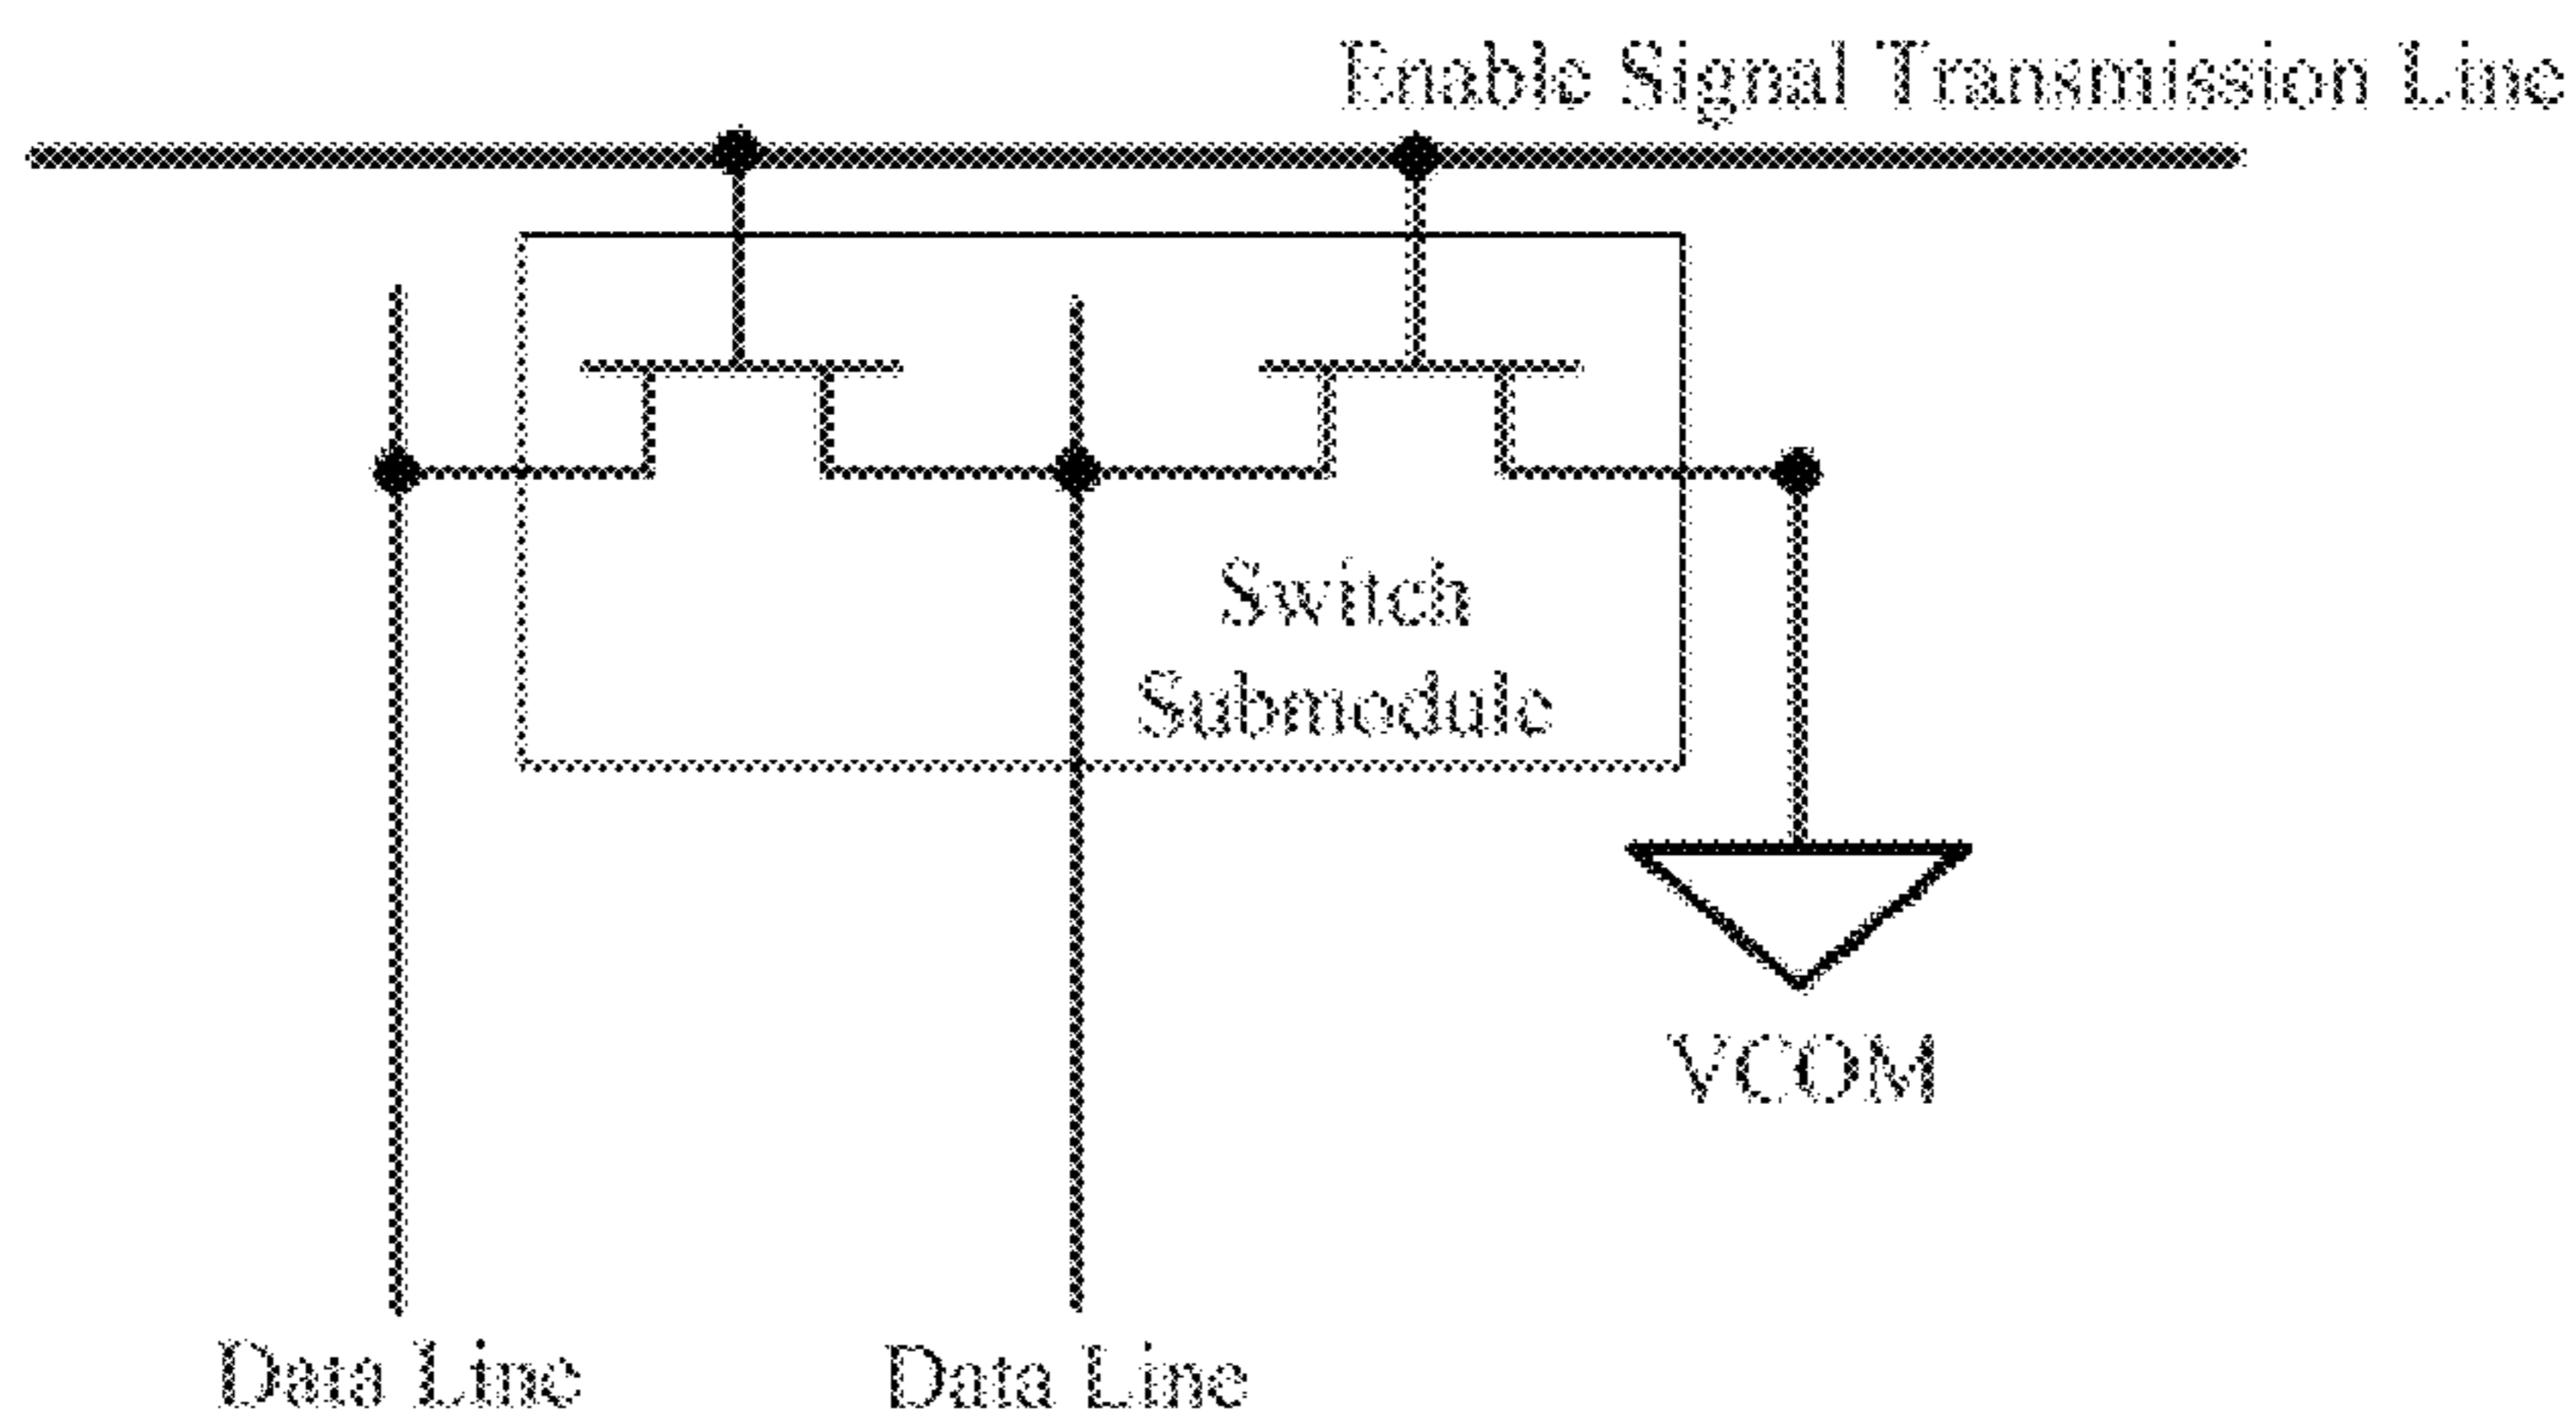 Enable Signal Transmission Line
Switch
Submodule
VCOM
Data Line
Data Line